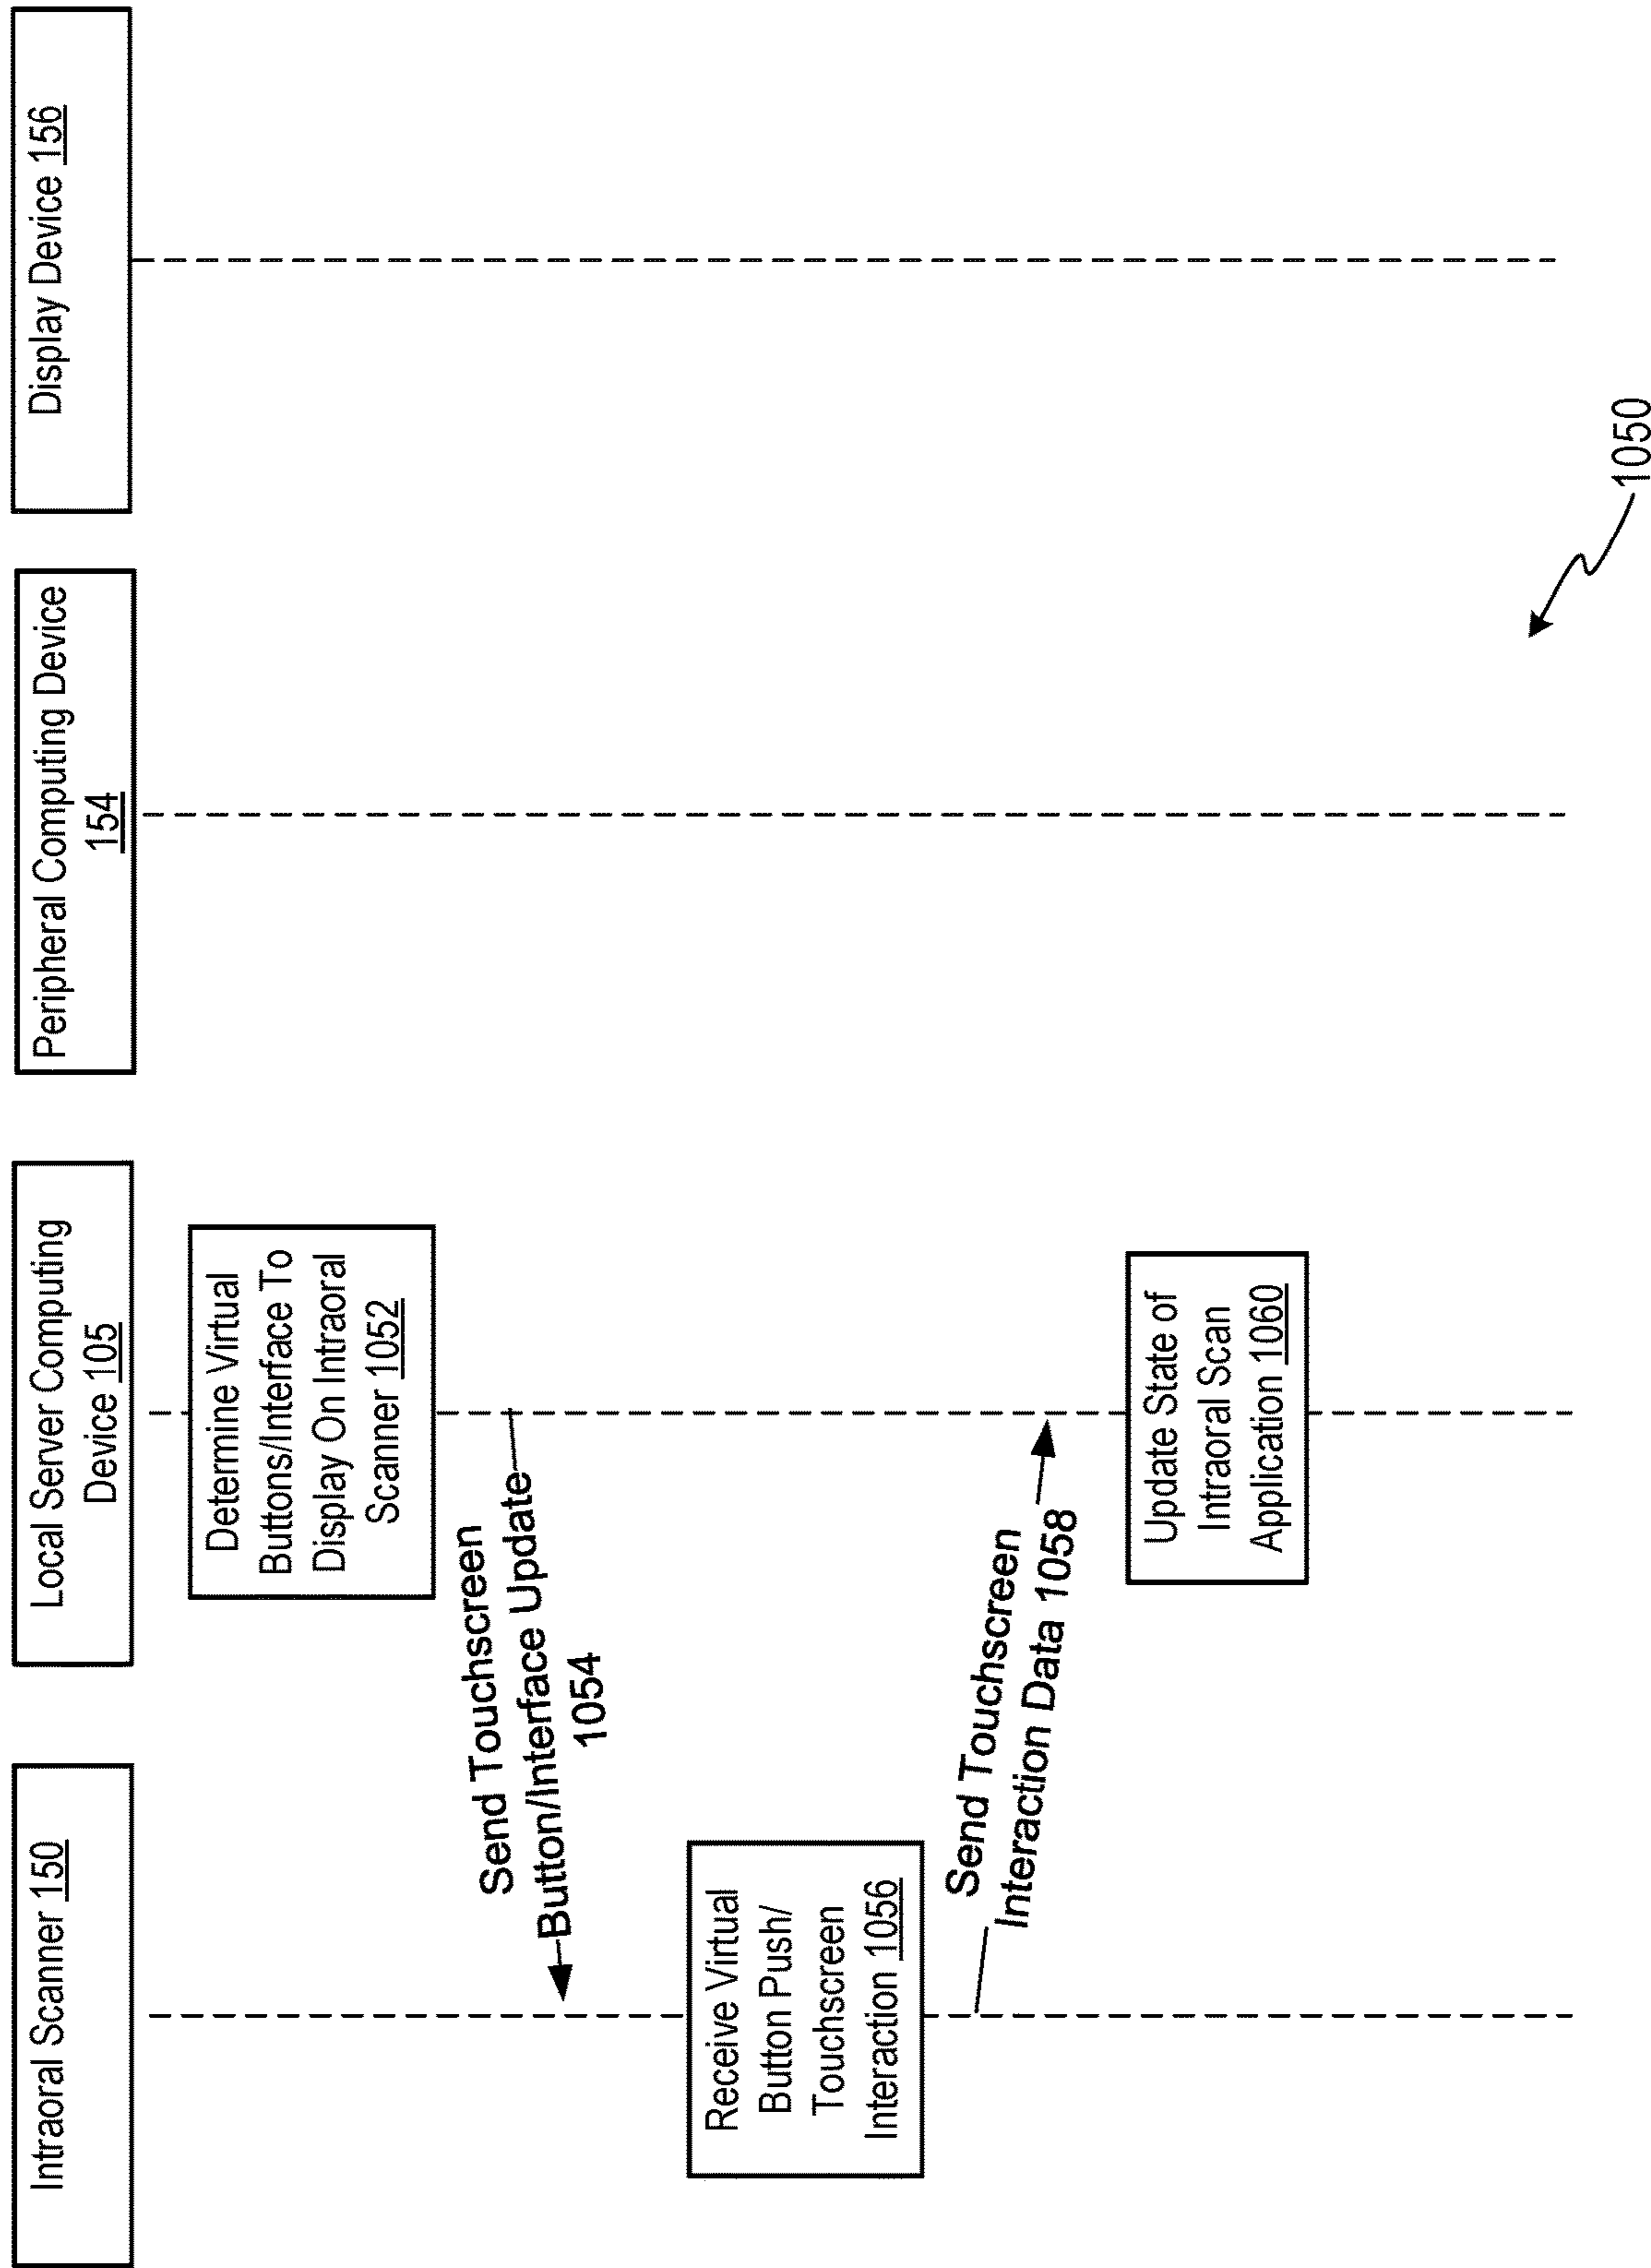 Intraoral Scanner 150
Local Server Computing
Device 105
Peripheral Computing Device
154
Display Device 156
Determine Virtual
Buttons/Interface To
Display On Intraoral
Scanner 1052
Send Touchscreen
Button/Interface Update
1054
Receive Virtual
Button Push/
Touchscreen
Interaction 1056
Send Touchscreen
Interaction Data 1058
Update State of
Intraoral Scan
Application 1060
1050